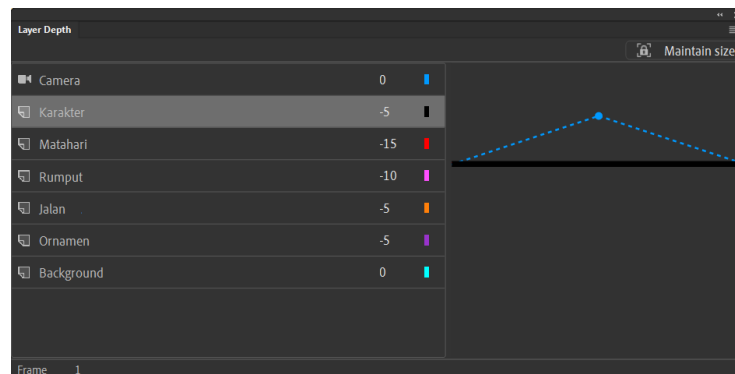 Layer Depth
Maintain size
Camera 0
Karakter -5
Matahari -15
Rumput -10
Jalan -5
Ornamen -5
Background 0
Frame 1